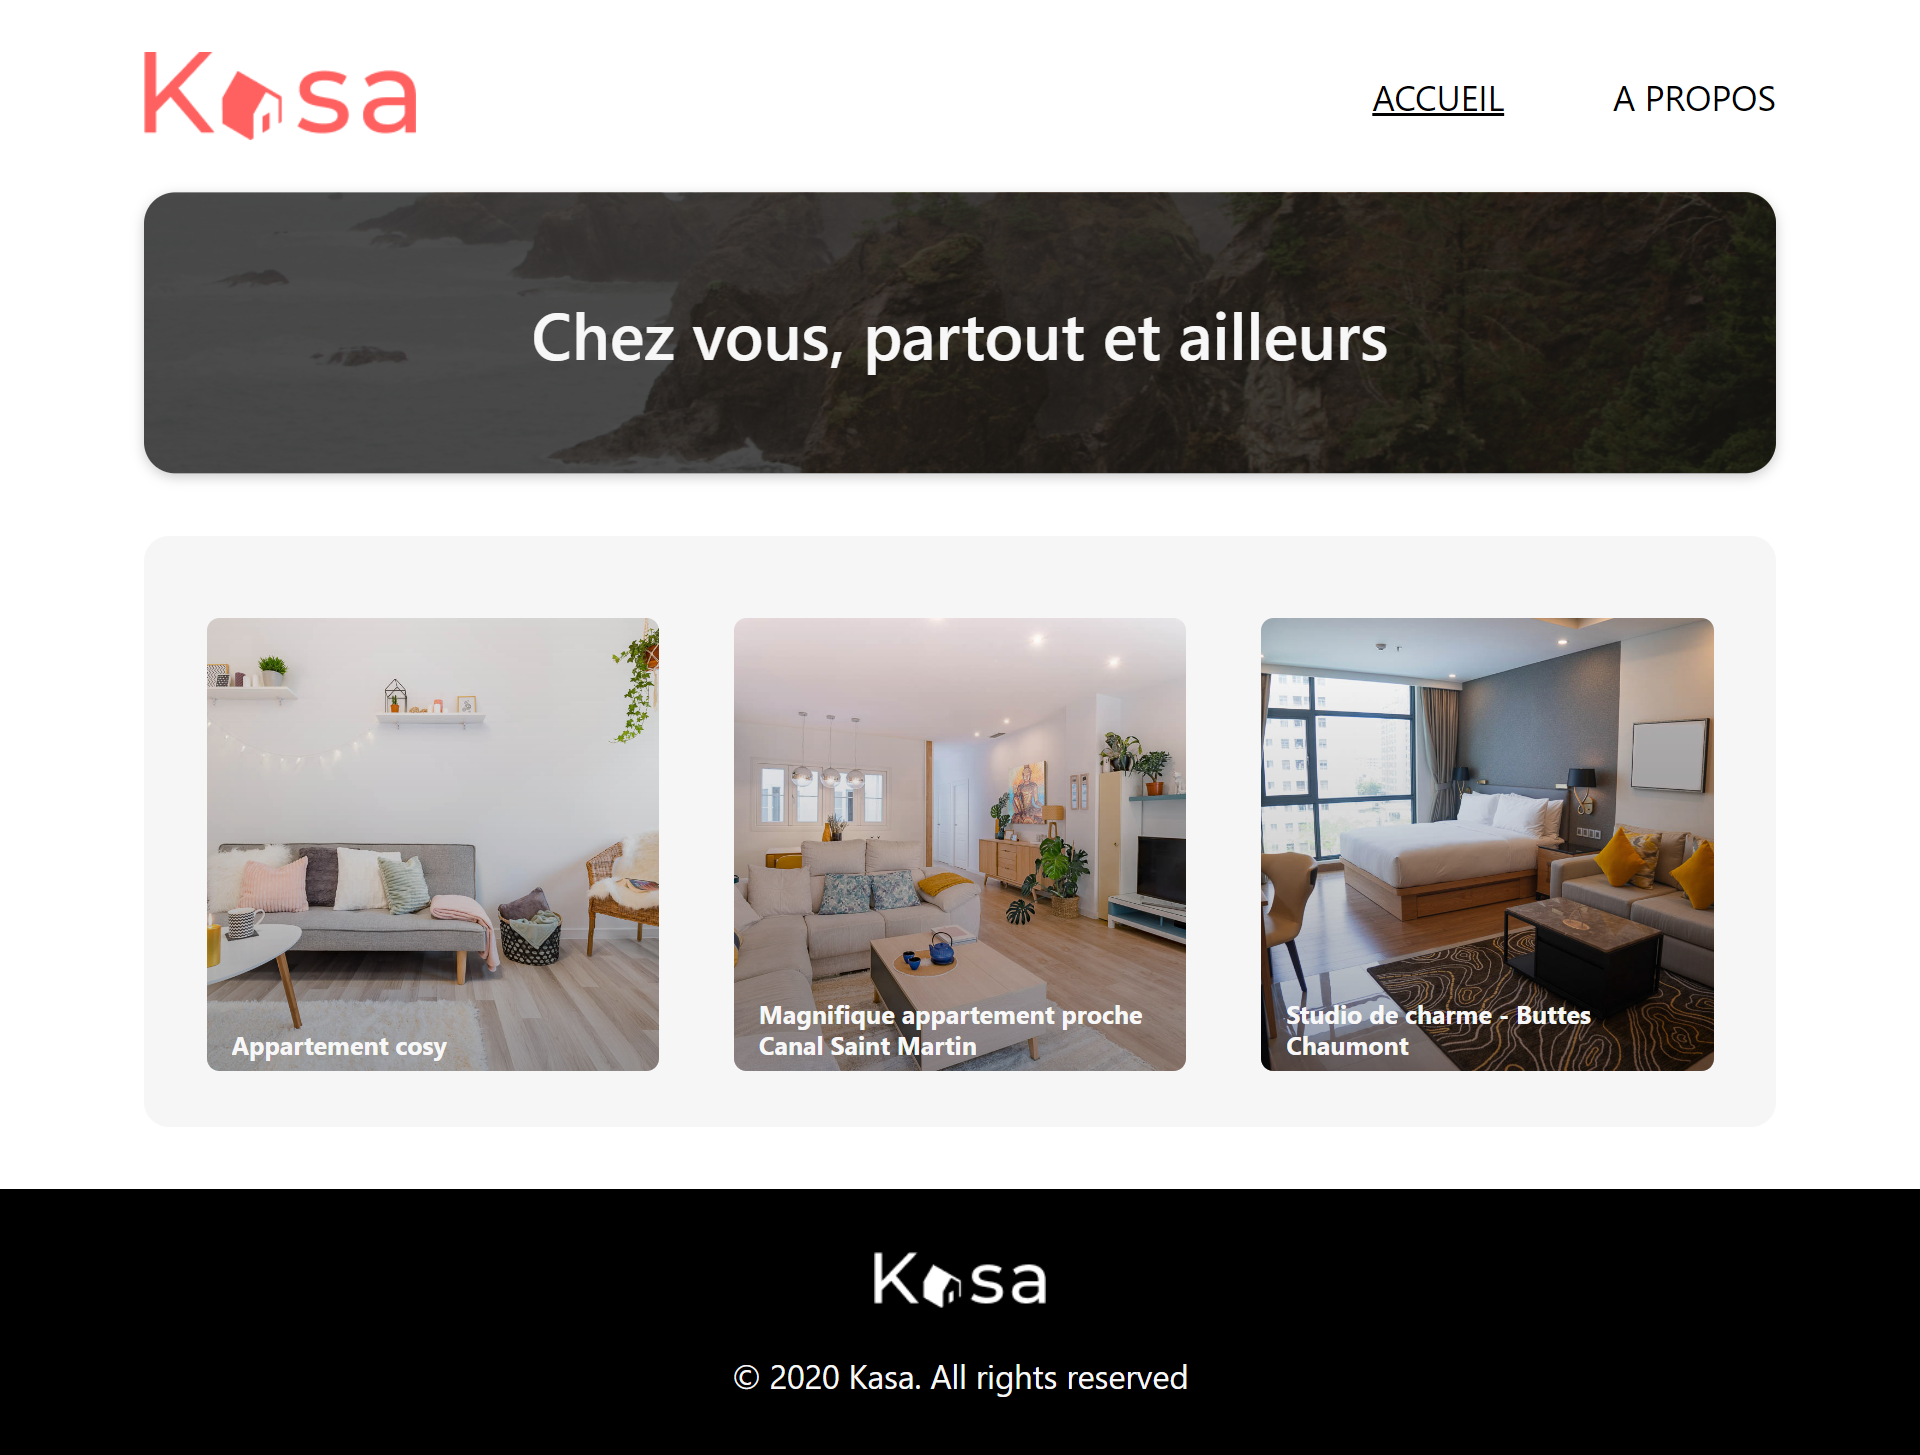 Kasa
ACCUEIL
A PROPOS
Chez vous, partout et ailleurs
Appartement cosy
Magnifique appartement proche
Canal Saint Martin
Studio de charme - Buttes
Chaumont
Kasa
© 2020 Kasa. All rights reserved